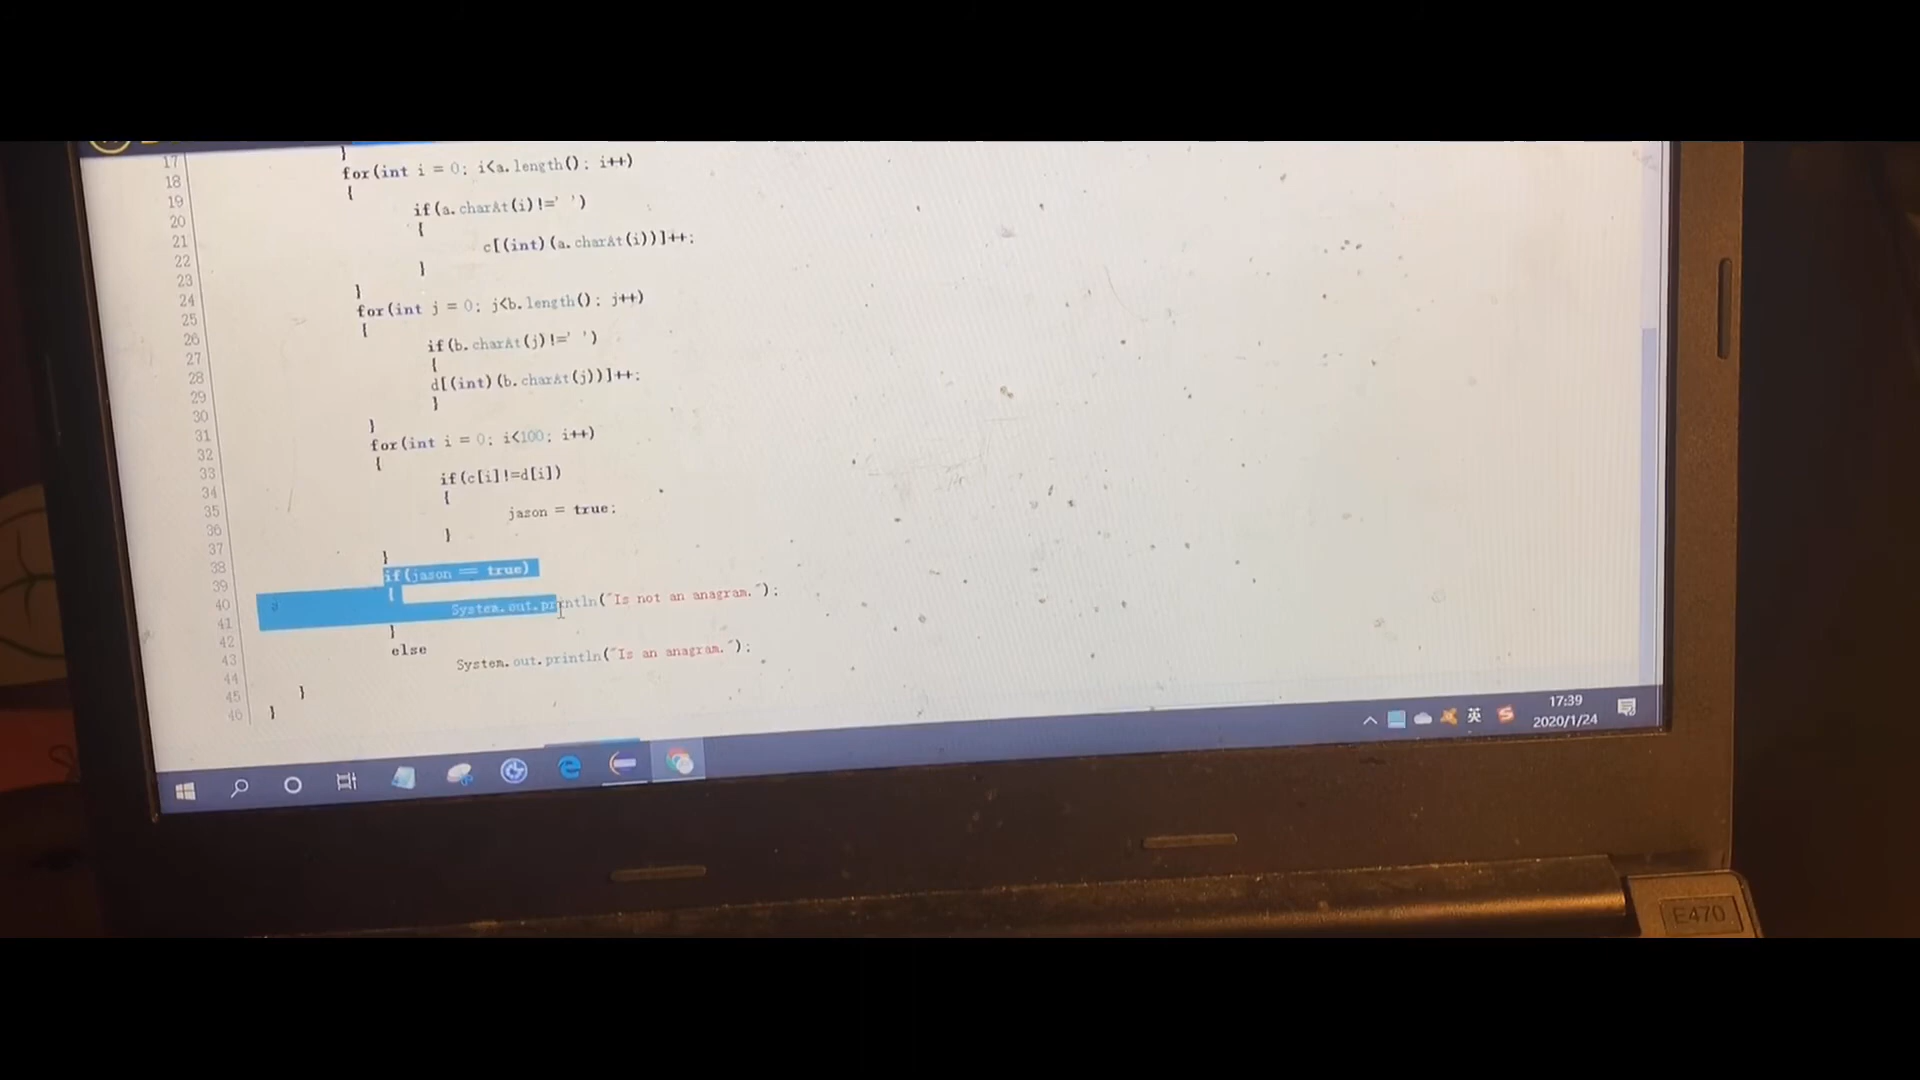 17 }
18 for(int i = 0; i<a.length(); i++)
19 {
20 if(a.charAt(i)!=' ')
21 {
22 c[(int)(a.charAt(i))]++;
23 }
24 }
25 for(int j = 0; j<b.length(); j++)
26 {
27 if(b.charAt(j)!=' ')
28 {
29 d[(int)(b.charAt(j))]++;
30 }
31 }
32 for(int i = 0; i<100; i++)
33 {
34 if(c[i]!=d[i])
35 {
36 jason = true;
37 }
38 }
39 if(jason == true)
40 {
41 System.out.println("Is not an anagram.");
42 }
43 else
44 System.out.println("Is an anagram.");
45 }
46 }
英
17:39
2020/1/24
E470